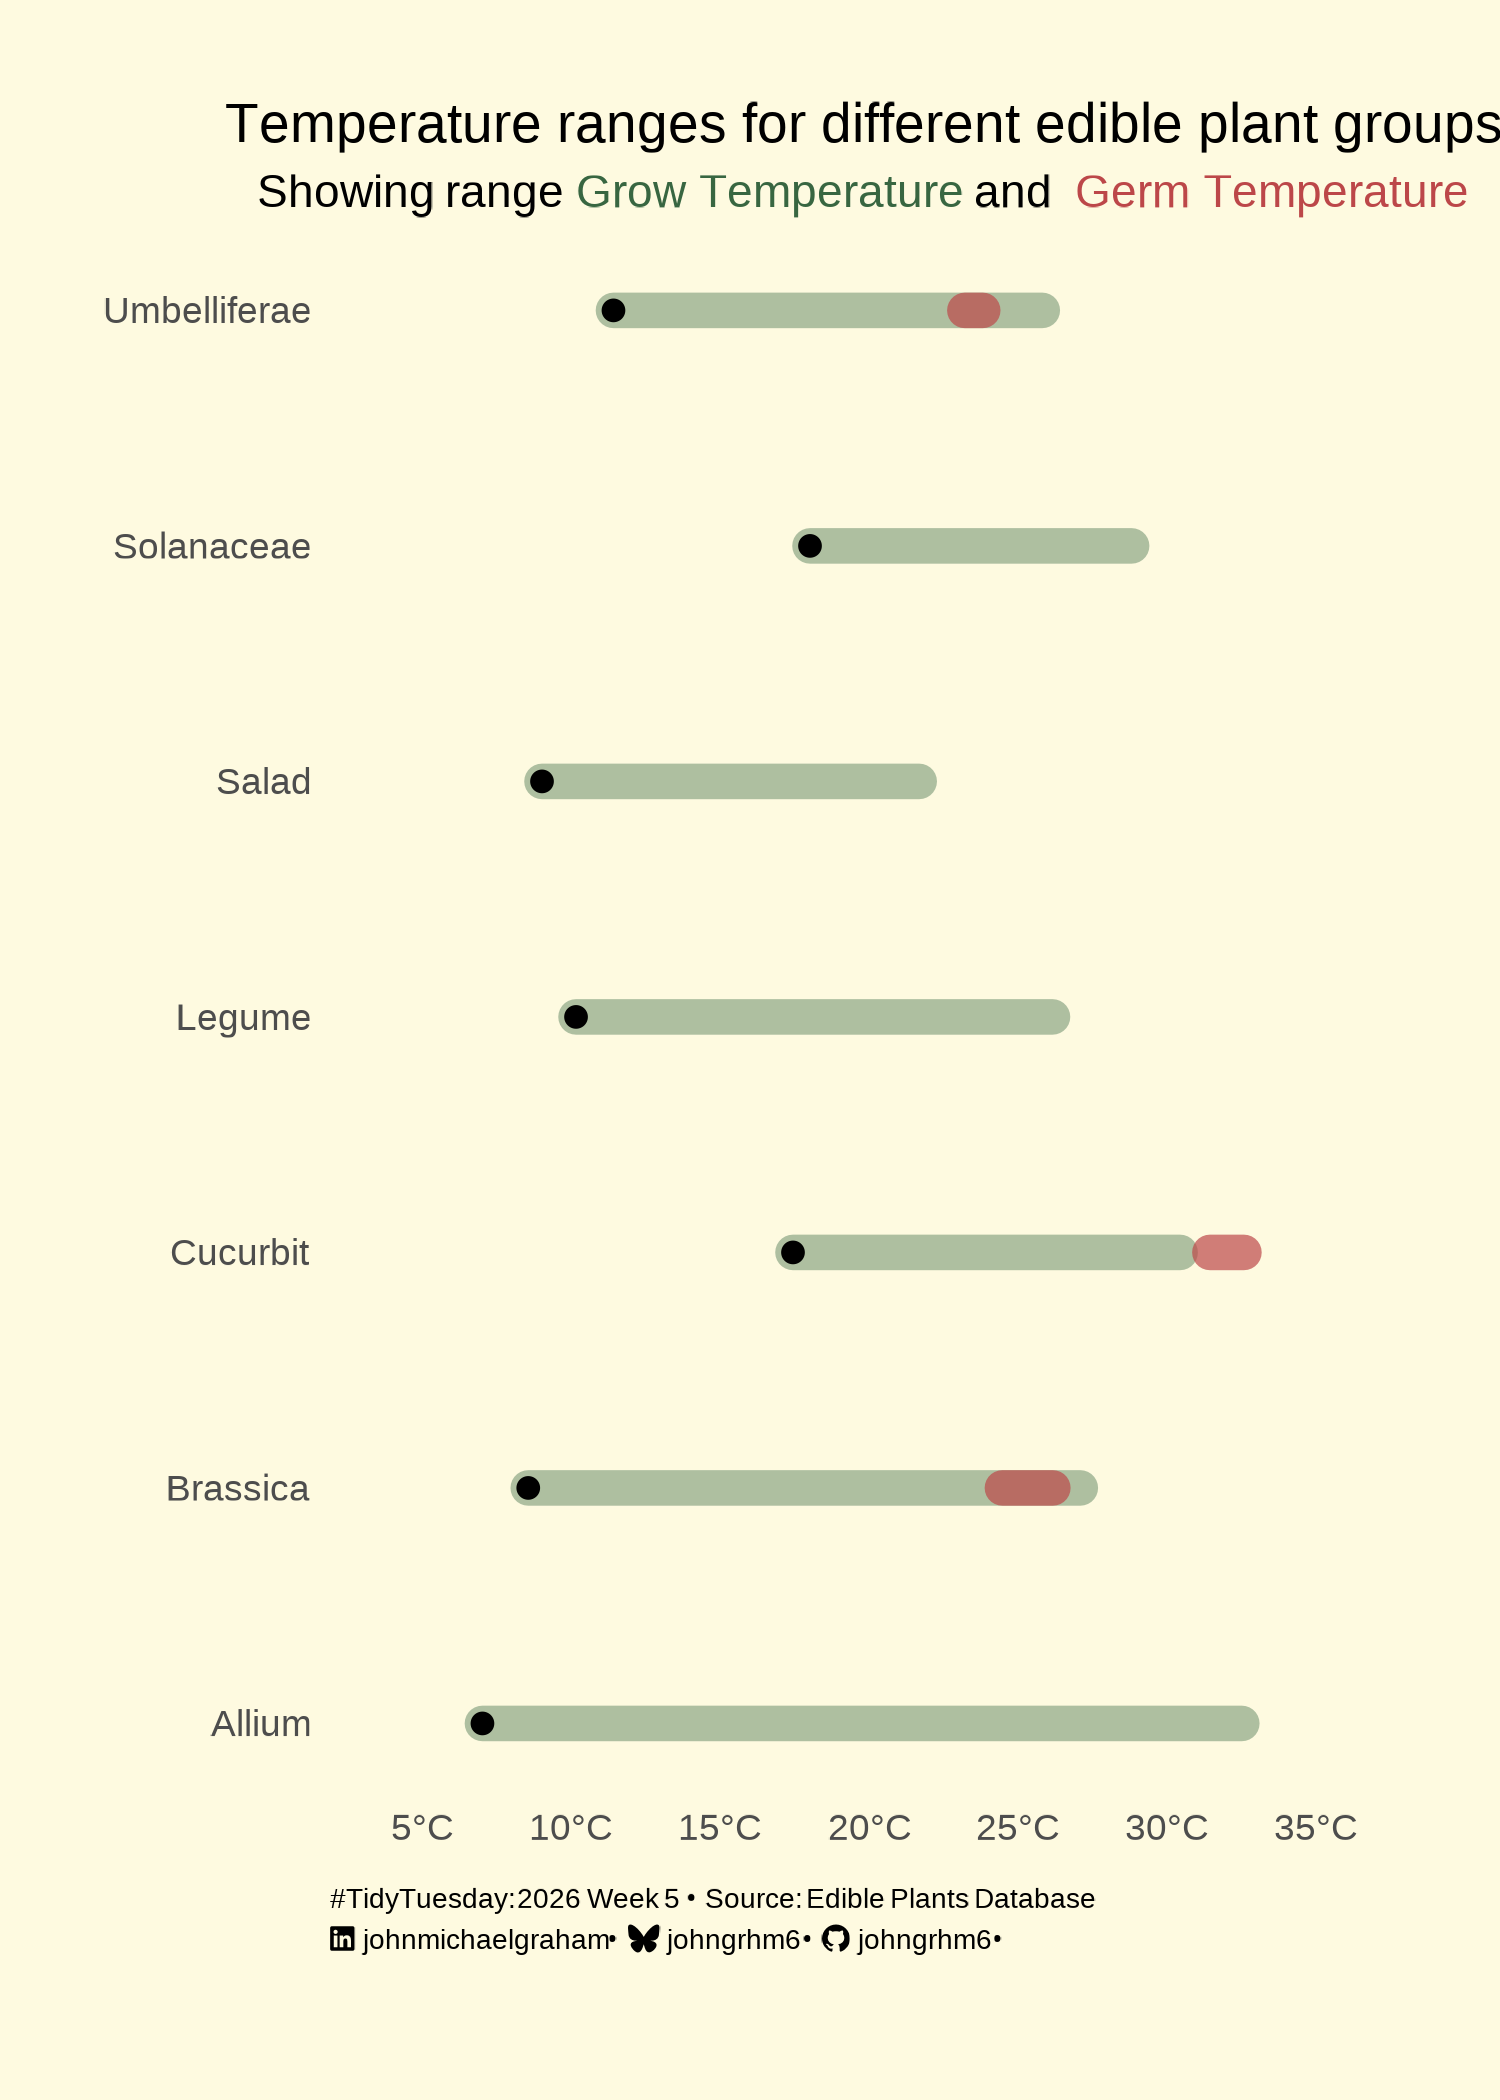 Temperature ranges for different edible plant groups
Showing range Grow Temperature and Germ Temperature
Umbelliferae
Solanaceae
Salad
Legume
Cucurbit
Brassica
Allium
5°C 10°C 15°C 20°C 25°C 30°C 35°C
#TidyTuesday:2026 Week 5 • Source: Edible Plants Database
johnmichaelgraham• johngrhm6• johngrhm6•